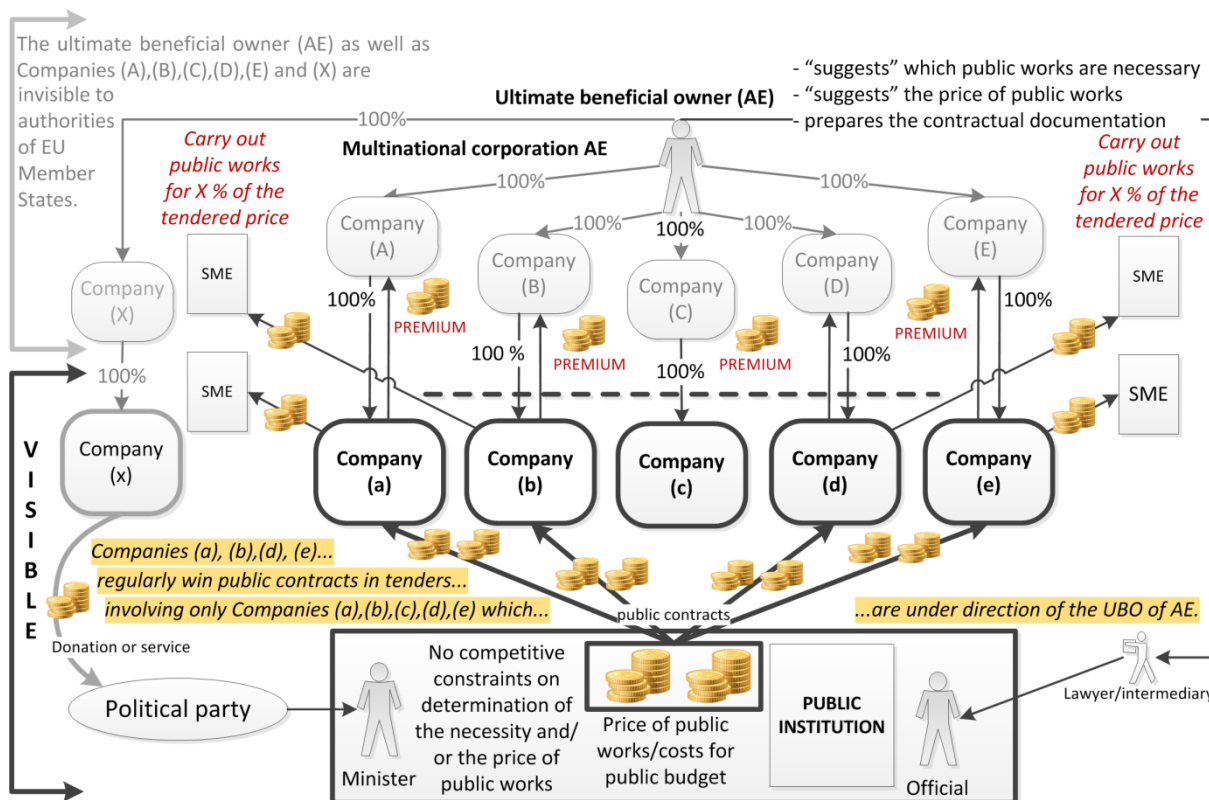 The ultimate beneficial owner (AE) as well as
Companies (A),(B),(C),(D),(E) and (X) are
invisible to
authorities
of EU
Member
States.
- “suggests” which public works are necessary
- “suggests” the price of public works
- prepares the contractual documentation
Ultimate beneficial owner (AE)
100%
Multinational corporation AE
Carry out
public works
for X % of the
tendered price
Carry out
public works
for X % of the
tendered price
100%
100%
100%
100%
100%
Company
(A)
Company
(B)
Company
(C)
Company
(D)
Company
(E)
Company
(X)
SME
SME
100%
PREMIUM
100 %
PREMIUM
100%
PREMIUM
100%
PREMIUM
100%
100%
SME
SME
VISIBLE
Company
(x)
Company
(a)
Company
(b)
Company
(c)
Company
(d)
Company
(e)
Companies (a), (b),(d), (e)...
regularly win public contracts in tenders...
involving only Companies (a),(b),(c),(d),(e) which...
...are under direction of the UBO of AE.
public contracts
Donation or service
Political party
Minister
No competitive
constraints on
determination of
the necessity and/
or the price of
public works
Price of public
works/costs for
public budget
PUBLIC
INSTITUTION
Official
Lawyer/intermediary